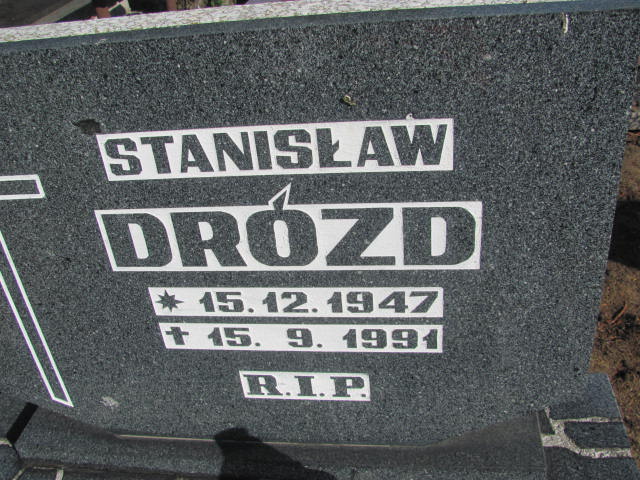 STANISŁAW
DRÓZD
* 15.12.1947
† 15. 9. 1991
R.I.P.